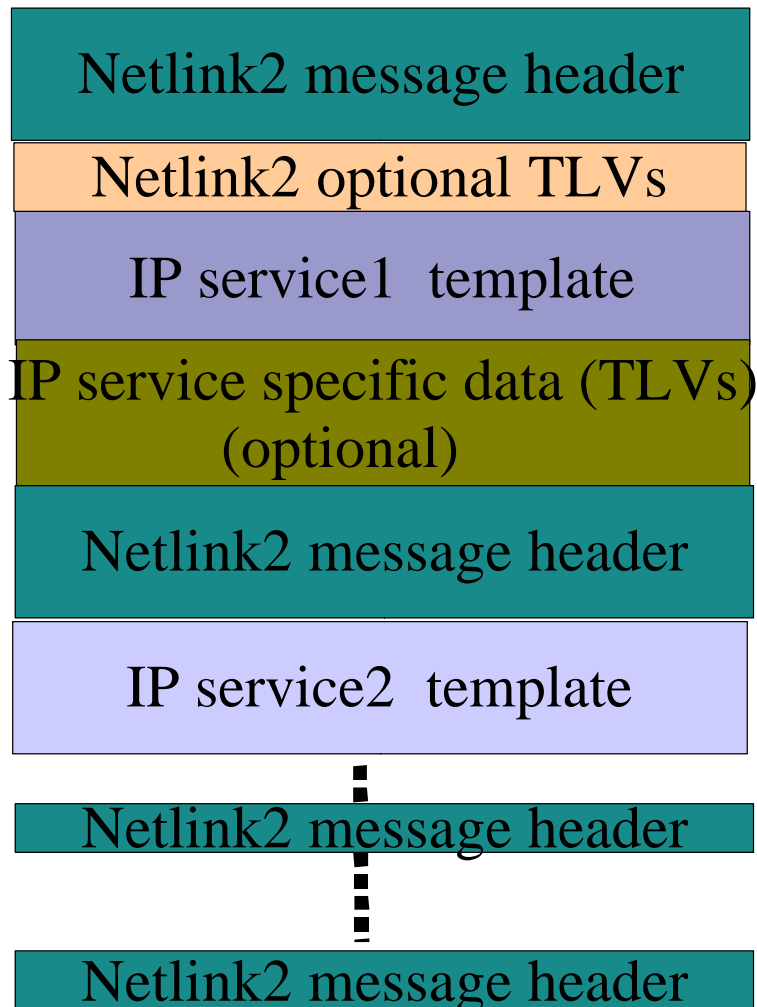 Netlink2 message header
Netlink2 optional TLVs
IP service1 template
IP service specific data (TLVs)
(optional)
Netlink2 message header
IP service2 template
Netlink2 message header
Netlink2 message header